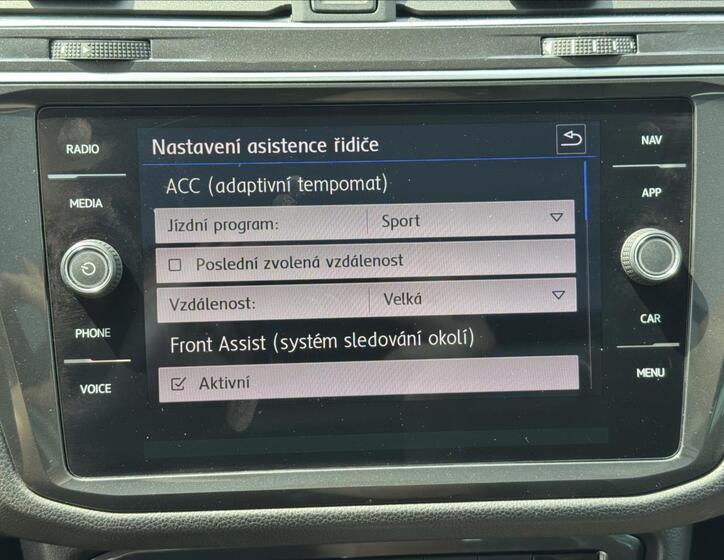 RADIO
MEDIA
PHONE
VOICE
Nastavení asistence řidiče
ACC (adaptivní tempomat)
Jízdní program: Sport
Poslední zvolená vzdálenost
Vzdálenost: Velká
Front Assist (systém sledování okolí)
Aktivní
NAV
APP
CAR
MENU